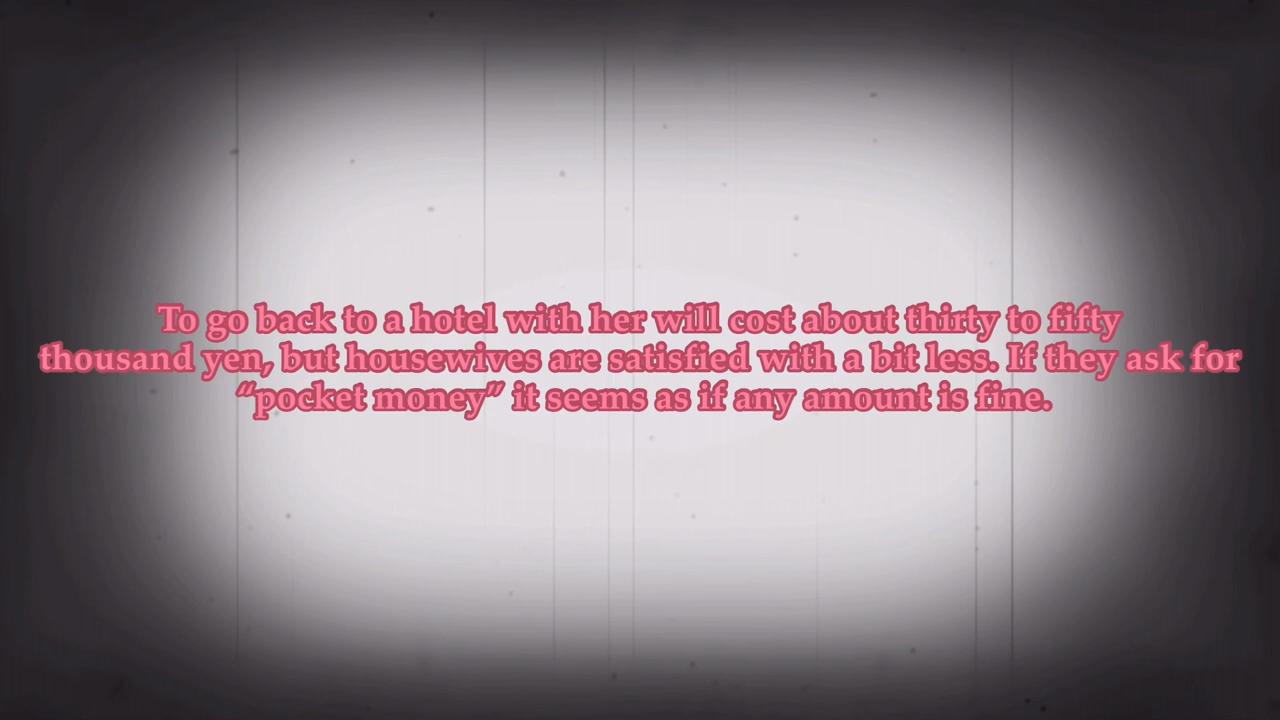 To go back to a hotel with her will cost about thirty to fifty
thousand yen, but housewives are satisfied with a bit less. If they ask for
“pocket money” it seems as if any amount is fine.